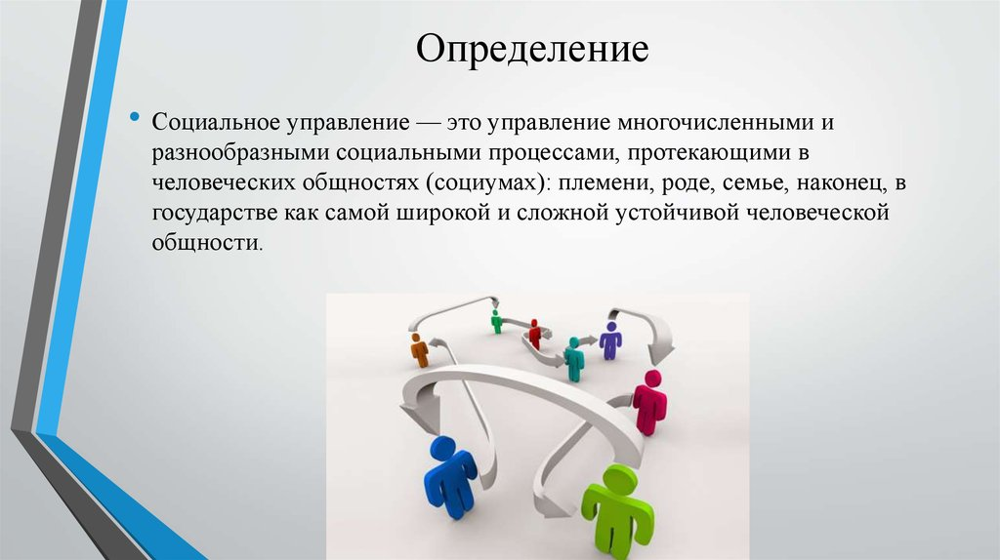 Определение
• Социальное управление — это управление многочисленными и
разнообразными социальными процессами, протекающими в
человеческих общностях (социумах): племени, роде, семье, наконец, в
государстве как самой широкой и сложной устойчивой человеческой
общности.